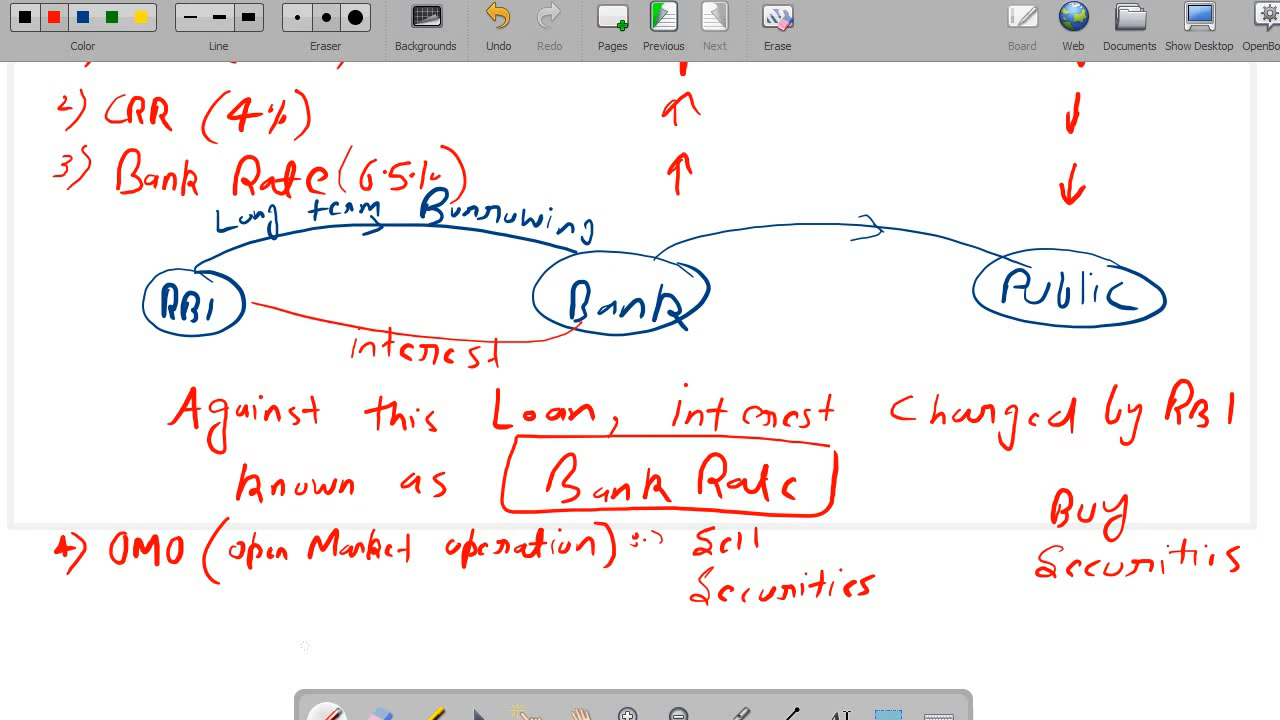 Color Line Eraser Backgrounds Undo Redo Pages Previous Next Erase Board Web Documents Show Desktop OpenBo
2) CRR (4%) ↑ ↓
3) Bank Rate (6.5%) ↑ ↓
Long term Burrowing
RBI Bank Public
interest
Against this Loan, interest Charged by RBI
known as Bank Rate
4) OMO (open Market operation) :-> Sell Securities Buy Securities